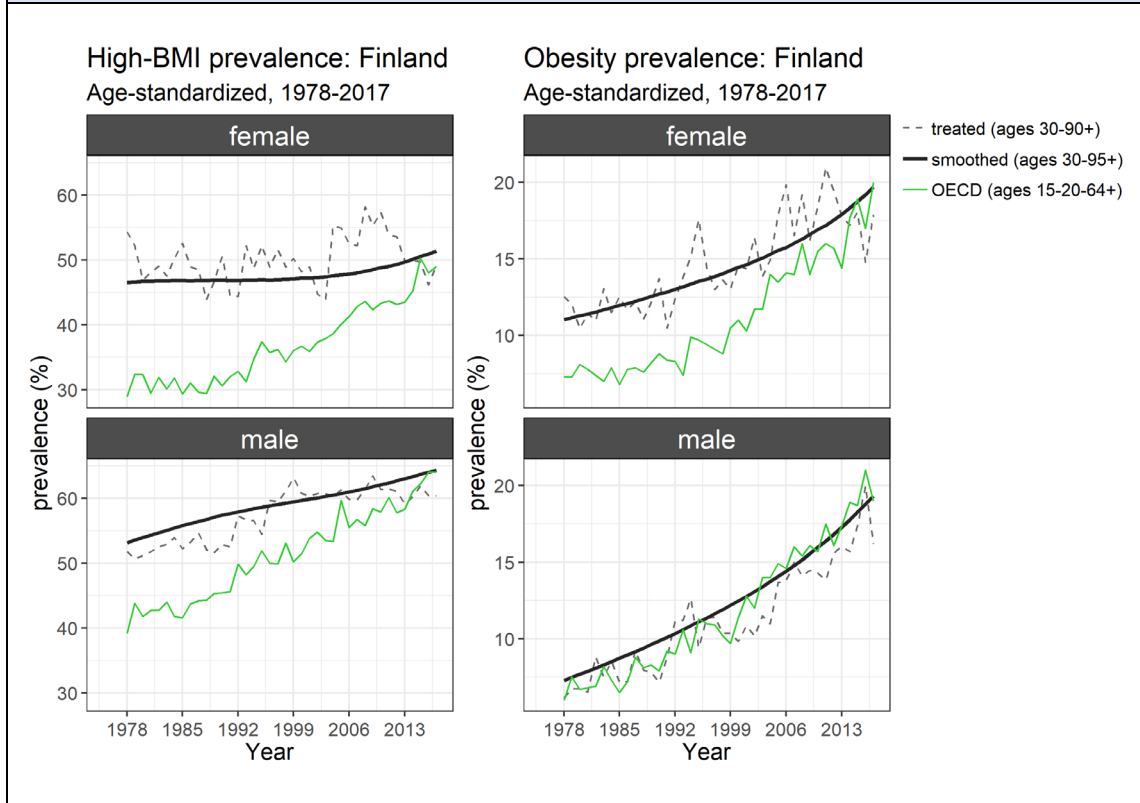 High-BMI prevalence: Finland
Age-standardized, 1978-2017
female
60
50
40
30
male
60
50
40
30
prevalence (%)
1978 1985 1992 1999 2006 2013
Year
Obesity prevalence: Finland
Age-standardized, 1978-2017
female
20
15
10
male
20
15
10
prevalence (%)
1978 1985 1992 1999 2006 2013
Year
treated (ages 30-90+)
smoothed (ages 30-95+)
OECD (ages 15-20-64+)